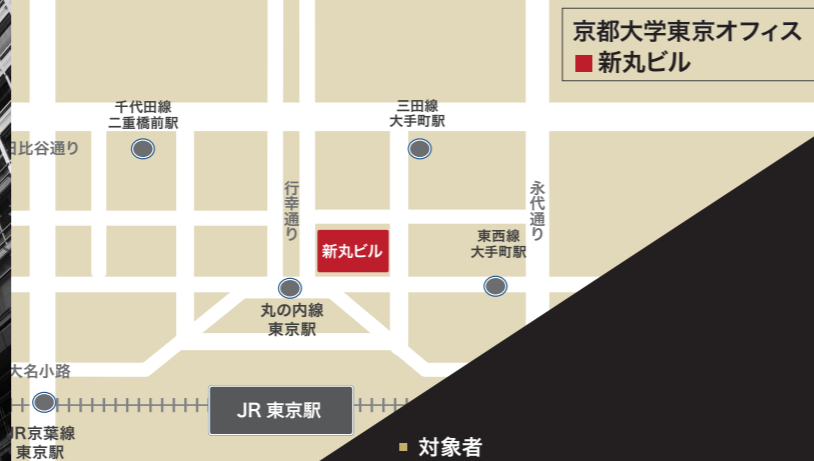 京都大学東京オフィス
■新丸ビル
千代田線
二重橋前駅
三田線
大手町駅
日比谷通り
行幸通り
永代通り
新丸ビル
東西線
大手町駅
丸の内線
東京駅
大名小路
JR 東京駅
JR京葉線
東京駅
対象者